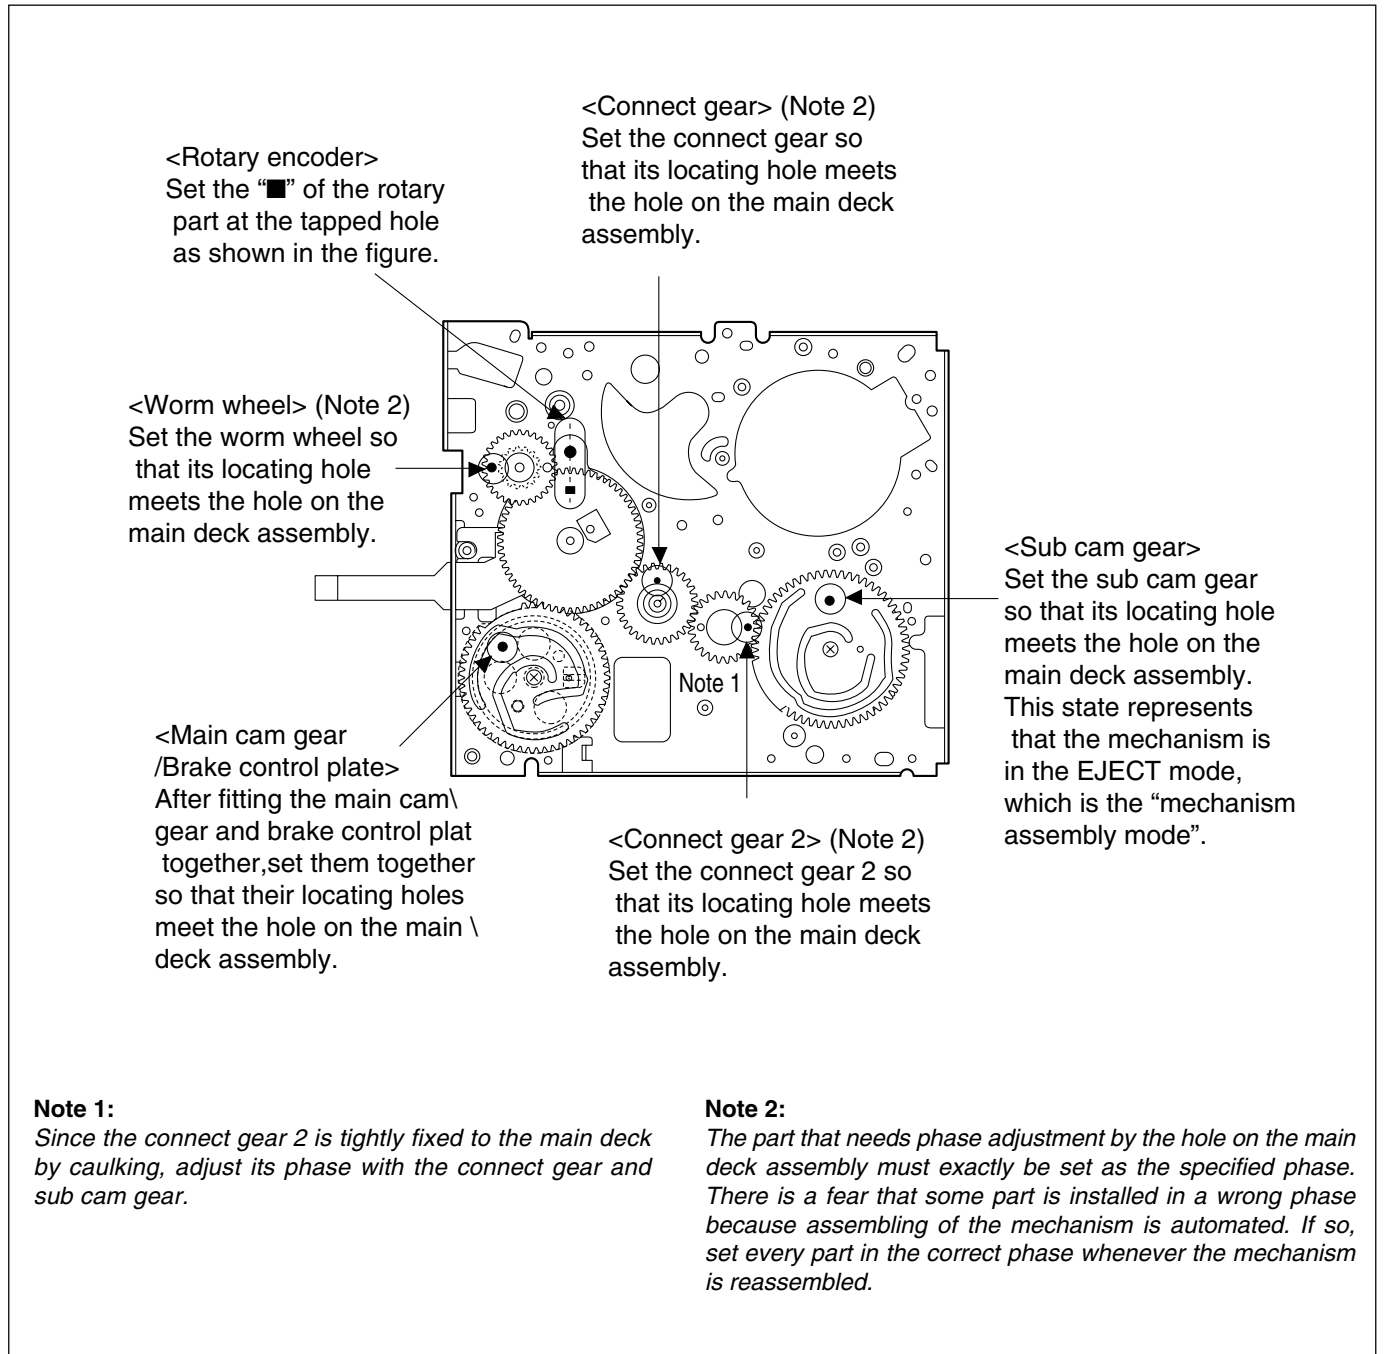 <Connect gear> (Note 2)
Set the connect gear so
that its locating hole meets
the hole on the main deck
assembly.
<Rotary encoder>
Set the “■” of the rotary
part at the tapped hole
as shown in the figure.
<Worm wheel> (Note 2)
Set the worm wheel so
that its locating hole
meets the hole on the
main deck assembly.
<Sub cam gear>
Set the sub cam gear
so that its locating hole
meets the hole on the
main deck assembly.
This state represents
that the mechanism is
in the EJECT mode,
which is the “mechanism
assembly mode”.
Note 1
<Main cam gear
/Brake control plate>
After fitting the main cam\
gear and brake control plat
together,set them together
so that their locating holes
meet the hole on the main \
deck assembly.
<Connect gear 2> (Note 2)
Set the connect gear 2 so
that its locating hole meets
the hole on the main deck
assembly.
Note 1:
Since the connect gear 2 is tightly fixed to the main deck
by caulking, adjust its phase with the connect gear and
sub cam gear.
Note 2:
The part that needs phase adjustment by the hole on the main
deck assembly must exactly be set as the specified phase.
There is a fear that some part is installed in a wrong phase
because assembling of the mechanism is automated. If so,
set every part in the correct phase whenever the mechanism
is reassembled.